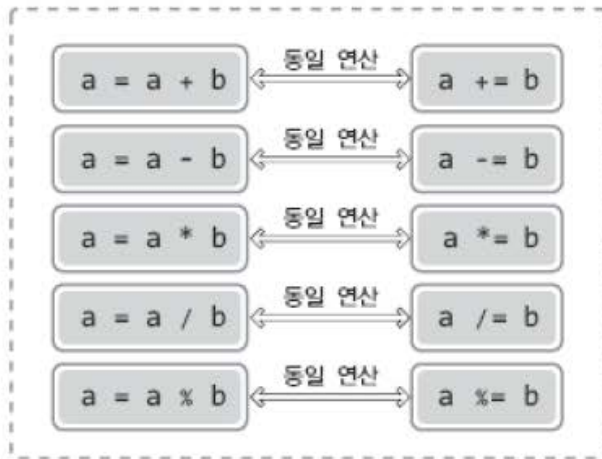 a = a + b 동일 연산 a += b
a = a - b 동일 연산 a -= b
a = a * b 동일 연산 a *= b
a = a / b 동일 연산 a /= b
a = a % b 동일 연산 a %= b